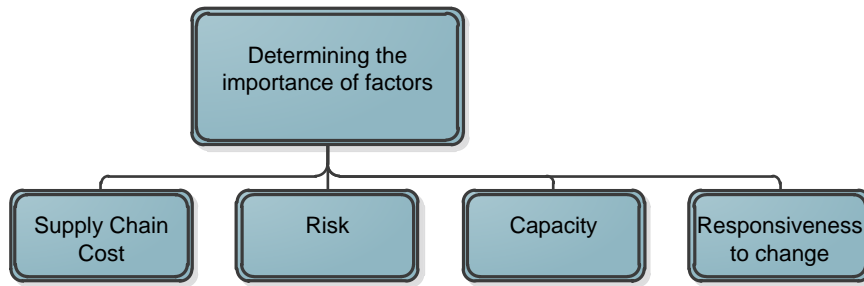 Determining the
importance of factors
Supply Chain
Cost
Risk
Capacity
Responsiveness
to change